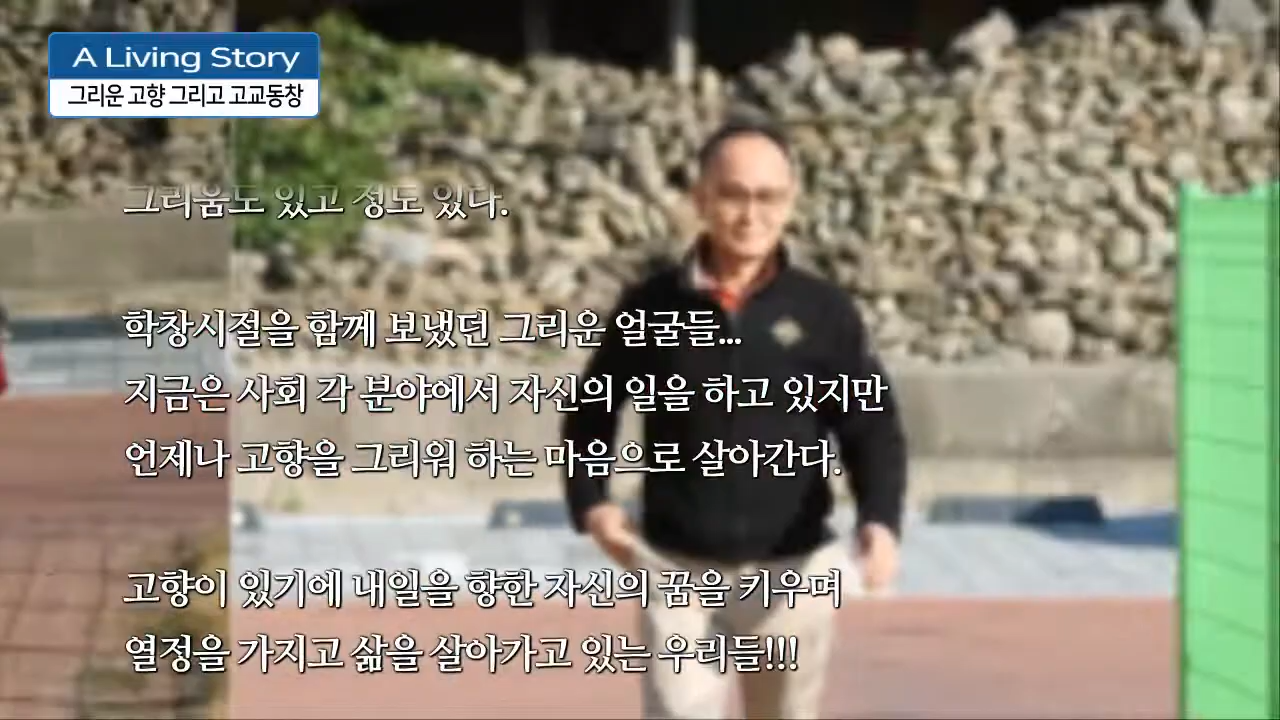 A Living Story
그리운 고향 그리고 고교동창
그리움도 있고 정도 있다.
학창시절을 함께 보냈던 그리운 얼굴들...
지금은 사회 각 분야에서 자신의 일을 하고 있지만
언제나 고향을 그리워 하는 마음으로 살아간다.
고향이 있기에 내일을 향한 자신의 꿈을 키우며
열정을 가지고 삶을 살아가고 있는 우리들!!!